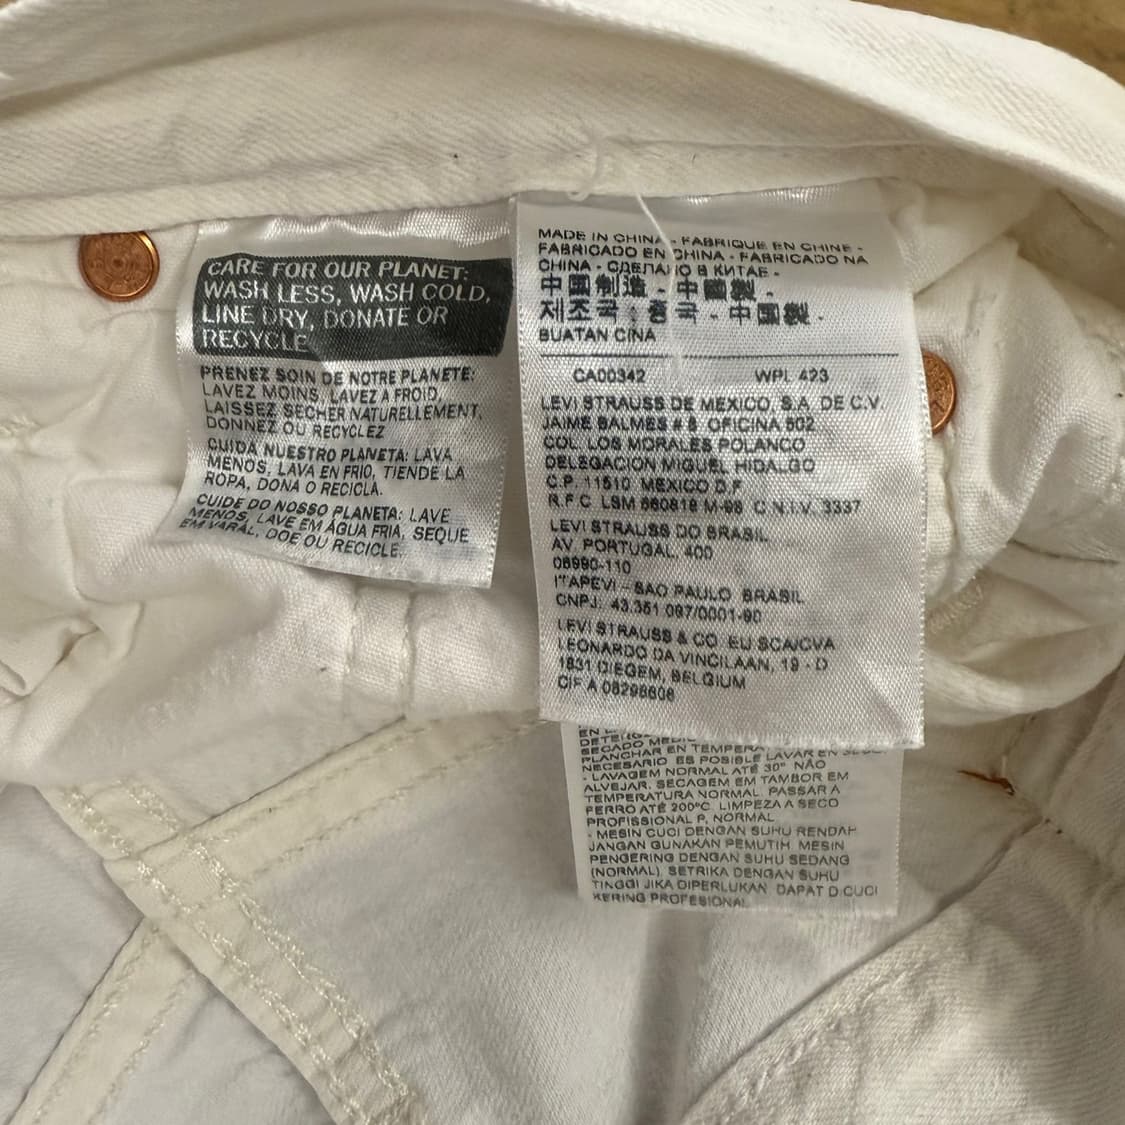 CARE FOR OUR PLANET:
WASH LESS, WASH COLD,
LINE DRY, DONATE OR
RECYCLE
PRENEZ SOIN DE NOTRE PLANETE:
LAVEZ MOINS, LAVEZ A FROID,
LAISSEZ SECHER NATURELLEMENT,
DONNEZ OU RECYCLEZ
CUIDA NUESTRO PLANETA: LAVA
MENOS, LAVA EN FRIO, TIENDE LA
ROPA, DONA O RECICLA.
CUIDE DO NOSSO PLANETA: LAVE
MENOS, LAVE EM ÁGUA FRIA, SEQUE
EM VARAL, DOE OU RECICLE.
MADE IN CHINA - FABRIQUE EN CHINE -
FABRICADO EN CHINA - FABRICADO NA
CHINA - СДЕЛАНО В КИТАЕ -
中国制造 - 中國製 -
제조국 : 중국 - 中国製 -
BUATAN CINA
CA00342 WPL 423
LEVI STRAUSS DE MEXICO, S.A. DE C.V.
JAIME BALMES # 8 OFICINA 602
COL. LOS MORALES POLANCO
DELEGACION MIGUEL HIDALGO
C.P. 11510 MEXICO D.F.
R.F.C LSM 660819 M-98 C.N.I.V. 3337
LEVI STRAUSS DO BRASIL
AV. PORTUGAL, 400
06690-110
ITAPEVI - SAO PAULO BRASIL
CNPJ: 43.351 097/0001-90
LEVI STRAUSS & CO. EU SCA/CVA
LEONARDO DA VINCILAAN, 19 - D
1831 DIEGEM, BELGIUM
CIF A 08298808
SECADO
PLANCHAR EN
NECESARIO ES POSIBLE LAVAR EN
- LAVAGEM NORMAL ATÉ 30° NÃO
ALVEJAR. SECAGEM EM TAMBOR EM
TEMPERATURA NORMAL. PASSAR A
FERRO ATÉ 200°C. LIMPEZA A SECO
PROFISSIONAL P, NORMAL
- MESIN CUCI DENGAN SUHU RENDAH
JANGAN GUNAKAN PEMUTIH. MESIN
PENGERING DENGAN SUHU SEDANG
(NORMAL). SETRIKA DENGAN SUHU
TINGGI JIKA DIPERLUKAN DAPAT DICUCI
KERING PROFESIONAL